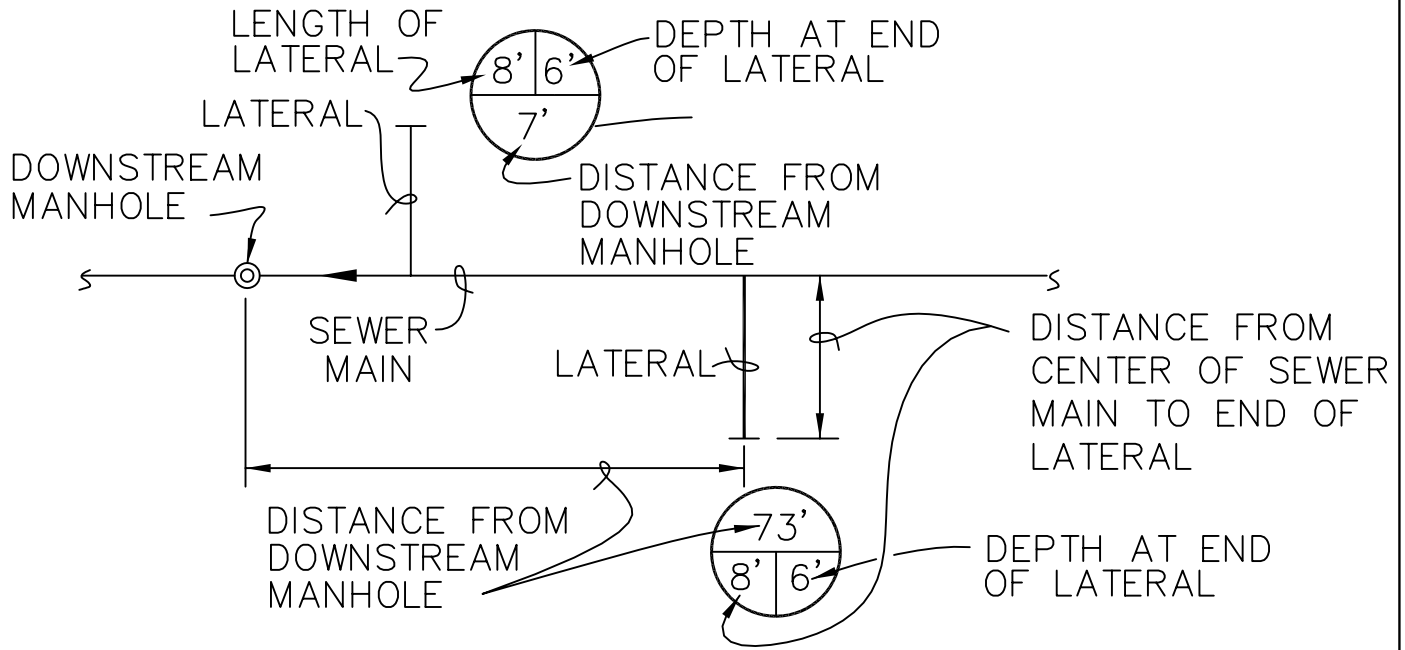 LENGTH OF
LATERAL
8' 6'
7'
DEPTH AT END
OF LATERAL
LATERAL
DOWNSTREAM
MANHOLE
DISTANCE FROM
DOWNSTREAM
MANHOLE
SEWER
MAIN
LATERAL
DISTANCE FROM
CENTER OF SEWER
MAIN TO END OF
LATERAL
DISTANCE FROM
DOWNSTREAM
MANHOLE
73'
8' 6'
DEPTH AT END
OF LATERAL